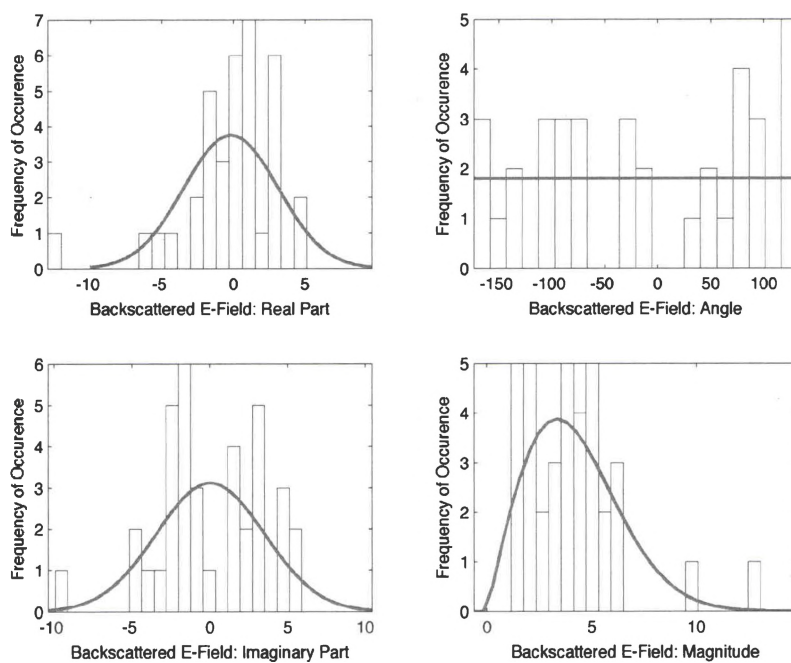 7
6
5
4
3
2
1
0
Frequency of Occurence
-10 -5 0 5
Backscattered E-Field: Real Part
5
4
3
2
1
0
Frequency of Occurence
-150 -100 -50 0 50 100
Backscattered E-Field: Angle
6
5
4
3
2
1
0
Frequency of Occurence
-10 -5 0 5 10
Backscattered E-Field: Imaginary Part
5
4
3
2
1
0
Frequency of Occurence
0 5 10
Backscattered E-Field: Magnitude